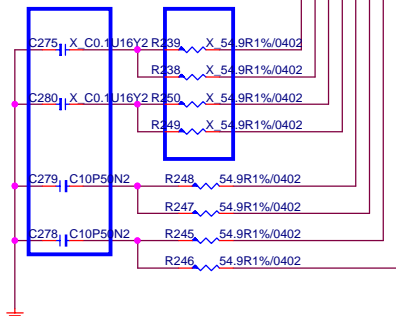 C275 X_C0.1U16Y2 R239 X_54.9R1%/0402
R238 X_54.9R1%/0402
C280 X_C0.1U16Y2 R250 X_54.9R1%/0402
R249 X_54.9R1%/0402
C279 C10P50N2 R248 54.9R1%/0402
R247 54.9R1%/0402
C278 C10P50N2 R245 54.9R1%/0402
R246 54.9R1%/0402